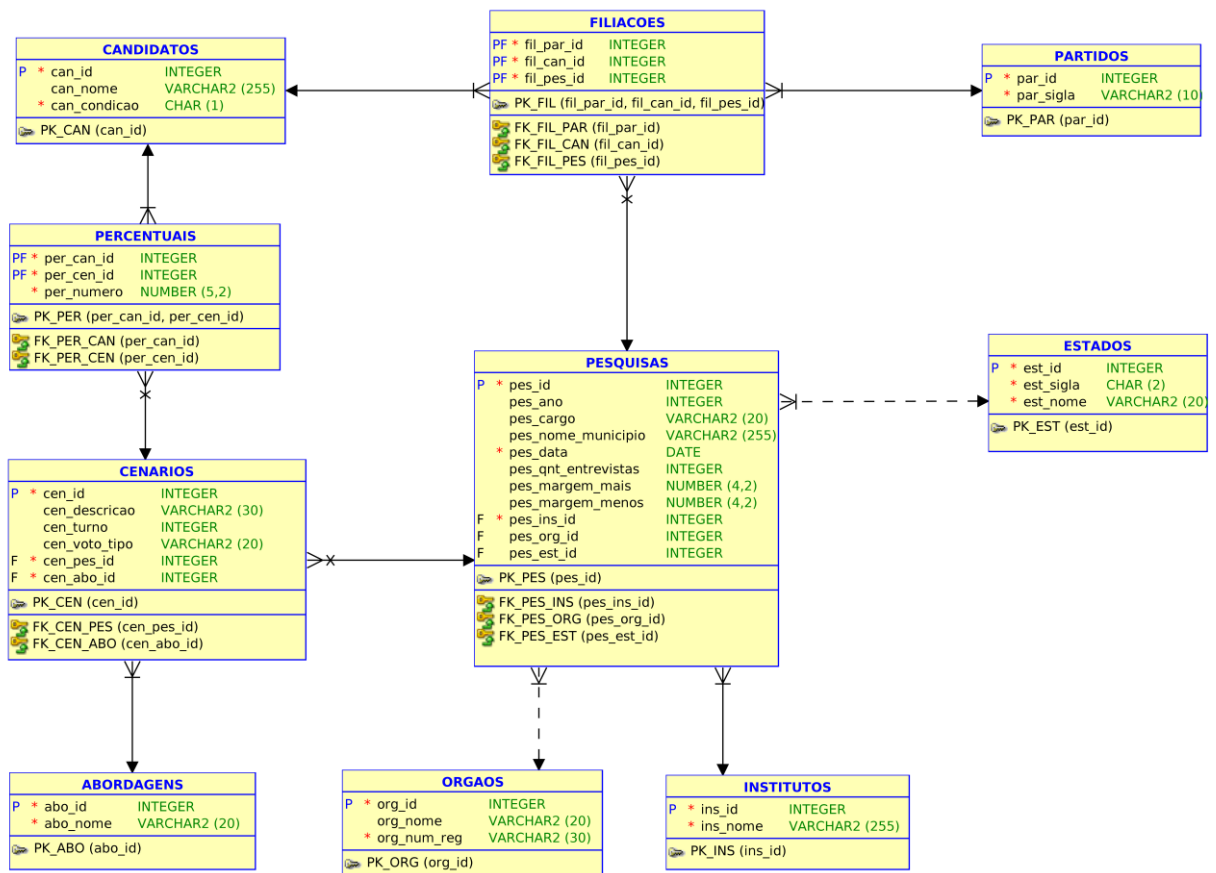 FILIACOES
PF * fil_par_id INTEGER
PF * fil_can_id INTEGER
PF * fil_pes_id INTEGER
PK_FIL (fil_par_id, fil_can_id, fil_pes_id)
FK_FIL_PAR (fil_par_id)
FK_FIL_CAN (fil_can_id)
FK_FIL_PES (fil_pes_id)
CANDIDATOS
P * can_id INTEGER
can_nome VARCHAR2 (255)
* can_condicao CHAR (1)
PK_CAN (can_id)
PARTIDOS
P * par_id INTEGER
* par_sigla VARCHAR2 (10)
PK_PAR (par_id)
PERCENTUAIS
PF * per_can_id INTEGER
PF * per_cen_id INTEGER
* per_numero NUMBER (5,2)
PK_PER (per_can_id, per_cen_id)
FK_PER_CAN (per_can_id)
FK_PER_CEN (per_cen_id)
PESQUISAS
P * pes_id INTEGER
pes_ano INTEGER
pes_cargo VARCHAR2 (20)
pes_nome_municipio VARCHAR2 (255)
* pes_data DATE
pes_qnt_entrevistas INTEGER
pes_margem_mais NUMBER (4,2)
pes_margem_menos NUMBER (4,2)
F * pes_ins_id INTEGER
F pes_org_id INTEGER
F pes_est_id INTEGER
PK_PES (pes_id)
FK_PES_INS (pes_ins_id)
FK_PES_ORG (pes_org_id)
FK_PES_EST (pes_est_id)
ESTADOS
P * est_id INTEGER
* est_sigla CHAR (2)
* est_nome VARCHAR2 (20)
PK_EST (est_id)
CENARIOS
P * cen_id INTEGER
cen_descricao VARCHAR2 (30)
cen_turno INTEGER
cen_voto_tipo VARCHAR2 (20)
F * cen_pes_id INTEGER
F * cen_abo_id INTEGER
PK_CEN (cen_id)
FK_CEN_PES (cen_pes_id)
FK_CEN_ABO (cen_abo_id)
ABORDAGENS
P * abo_id INTEGER
* abo_nome VARCHAR2 (20)
PK_ABO (abo_id)
ORGAOS
P * org_id INTEGER
org_nome VARCHAR2 (20)
* org_num_reg VARCHAR2 (30)
PK_ORG (org_id)
INSTITUTOS
P * ins_id INTEGER
* ins_nome VARCHAR2 (255)
PK_INS (ins_id)